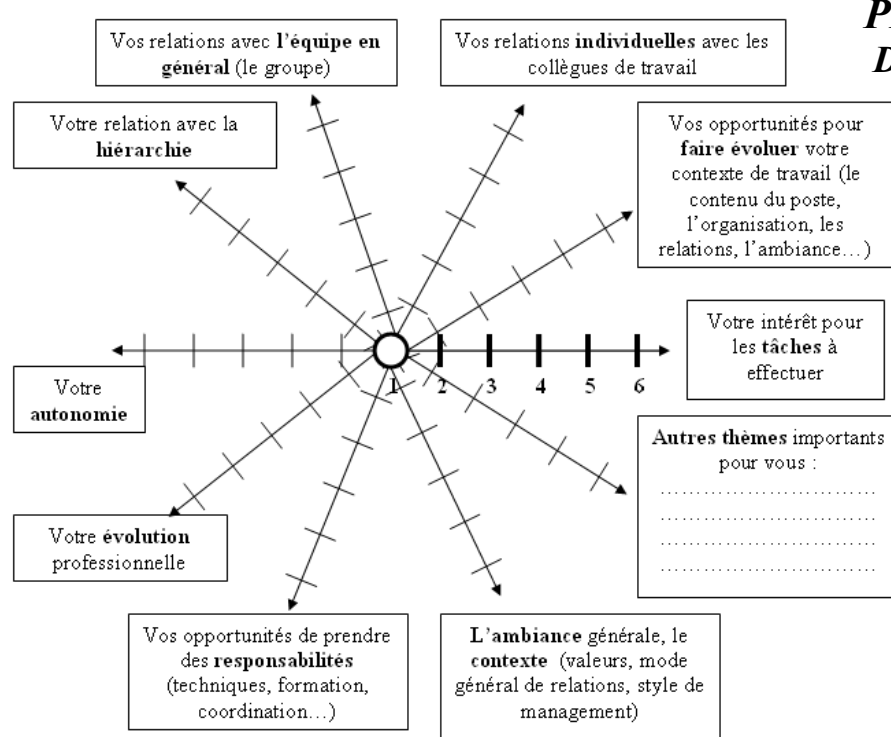 Vos relations avec l'équipe en
général (le groupe)
Vos relations individuelles avec les
collègues de travail
Votre relation avec la
hiérarchie
Vos opportunités pour
faire évoluer votre
contexte de travail (le
contenu du poste,
l'organisation, les
relations, l'ambiance…)
Votre intérêt pour
les tâches à
effectuer
1 2 3 4 5 6
Votre
autonomie
Autres thèmes importants
pour vous :
…………………………
…………………………
…………………………
…………………………
Votre évolution
professionnelle
Vos opportunités de prendre
des responsabilités
(techniques, formation,
coordination…)
L'ambiance générale, le
contexte (valeurs, mode
général de relations, style de
management)